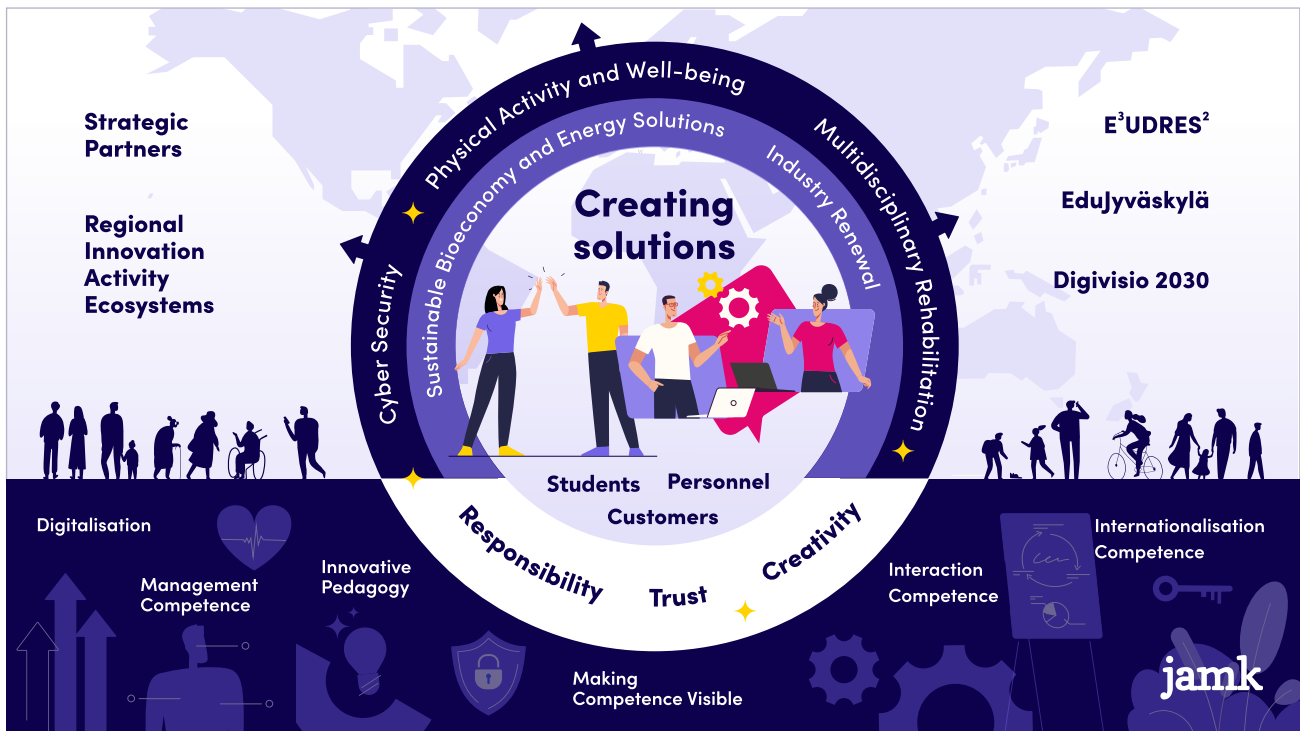 Strategic
Partners
Regional
Innovation
Activity
Ecosystems
Cyber Security
Physical Activity and Well-being
Multidisciplinary Rehabilitation
Sustainable Bioeconomy and Energy Solutions
Industry Renewal
Creating
solutions
E³UDRES²
EduJyväskylä
Digivisio 2030
Students
Personnel
Customers
Responsibility
Trust
Creativity
Digitalisation
Management
Competence
Innovative
Pedagogy
Making
Competence Visible
Interaction
Competence
Internationalisation
Competence
jamk